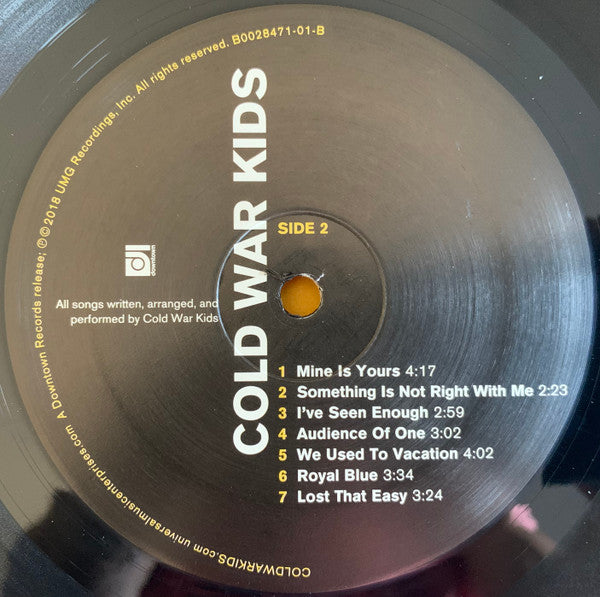 COLDWARKIDS.com universalmusicenterprises.com A Downtown Records release; ℗©2018 UMG Recordings, Inc. All rights reserved. B0028471-01-B
COLD WAR KIDS
SIDE 2
downtown
All songs written, arranged, and
performed by Cold War Kids
1 Mine Is Yours 4:17
2 Something Is Not Right With Me 2:23
3 I've Seen Enough 2:59
4 Audience Of One 3:02
5 We Used To Vacation 4:02
6 Royal Blue 3:34
7 Lost That Easy 3:24